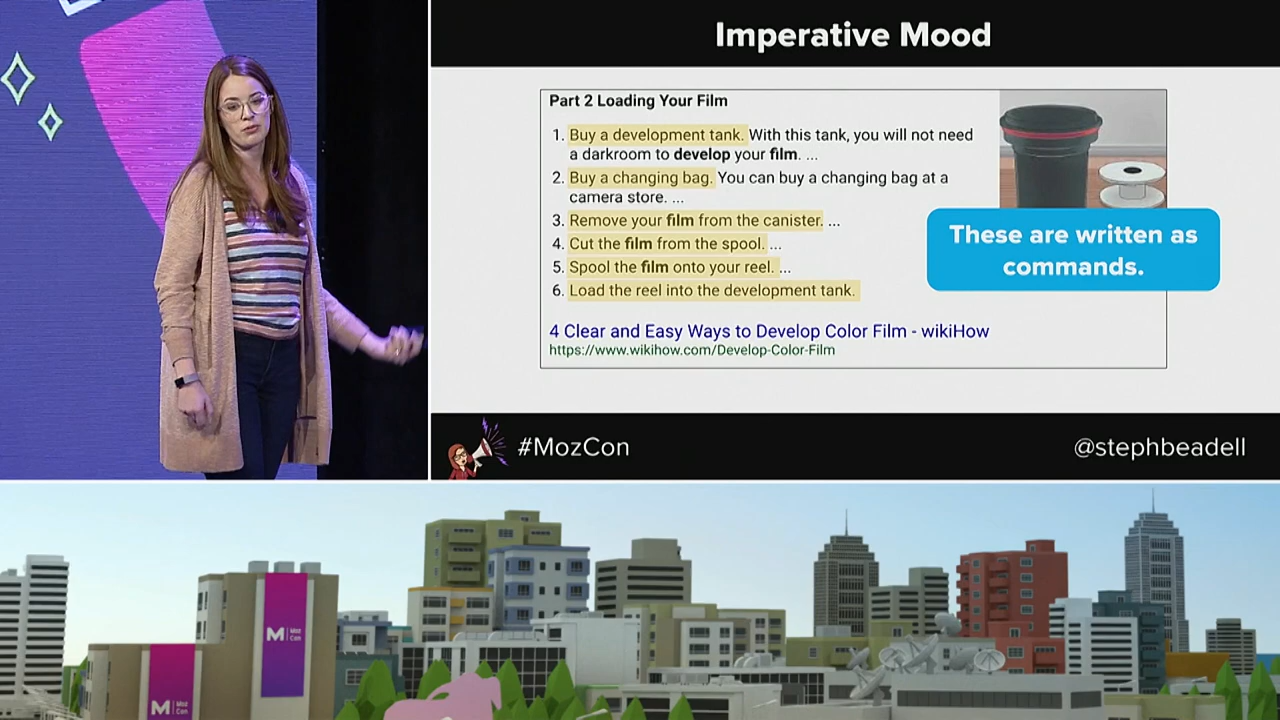 Imperative Mood
Part 2 Loading Your Film
1. Buy a development tank. With this tank, you will not need
a darkroom to develop your film. ...
2. Buy a changing bag. You can buy a changing bag at a
camera store. ...
3. Remove your film from the canister. ...
4. Cut the film from the spool. ...
5. Spool the film onto your reel. ...
6. Load the reel into the development tank.
These are written as
commands.
4 Clear and Easy Ways to Develop Color Film - wikiHow
https://www.wikihow.com/Develop-Color-Film
#MozCon
@stephbeadell
M Moz
Con
M Moz
Con